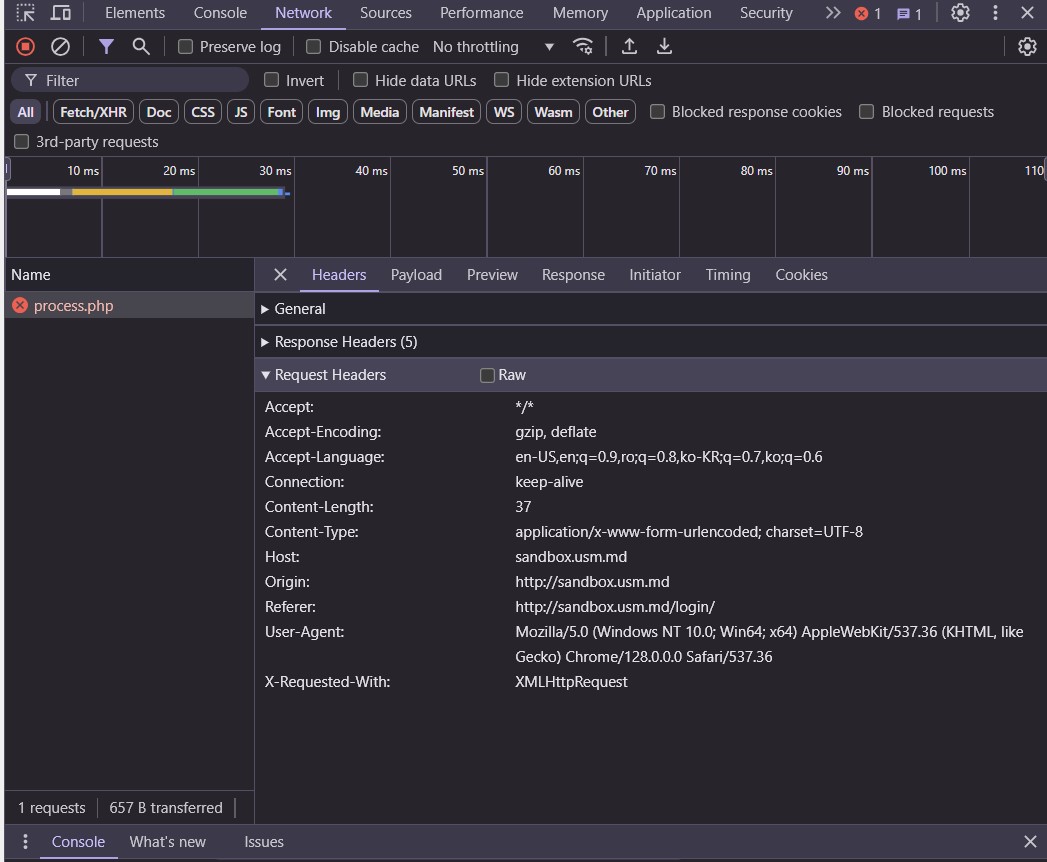 Elements Console Network Sources Performance Memory Application Security 1 1
Preserve log Disable cache No throttling
Filter Invert Hide data URLs Hide extension URLs
All Fetch/XHR Doc CSS JS Font Img Media Manifest WS Wasm Other Blocked response cookies Blocked requests
3rd-party requests
10 ms 20 ms 30 ms 40 ms 50 ms 60 ms 70 ms 80 ms 90 ms 100 ms 110
Name Headers Payload Preview Response Initiator Timing Cookies
process.php General
Response Headers (5)
Request Headers Raw
Accept: */*
Accept-Encoding: gzip, deflate
Accept-Language: en-US,en;q=0.9,ro;q=0.8,ko-KR;q=0.7,ko;q=0.6
Connection: keep-alive
Content-Length: 37
Content-Type: application/x-www-form-urlencoded; charset=UTF-8
Host: sandbox.usm.md
Origin: http://sandbox.usm.md
Referer: http://sandbox.usm.md/login/
User-Agent: Mozilla/5.0 (Windows NT 10.0; Win64; x64) AppleWebKit/537.36 (KHTML, like
Gecko) Chrome/128.0.0.0 Safari/537.36
X-Requested-With: XMLHttpRequest
1 requests 657 B transferred
Console What's new Issues